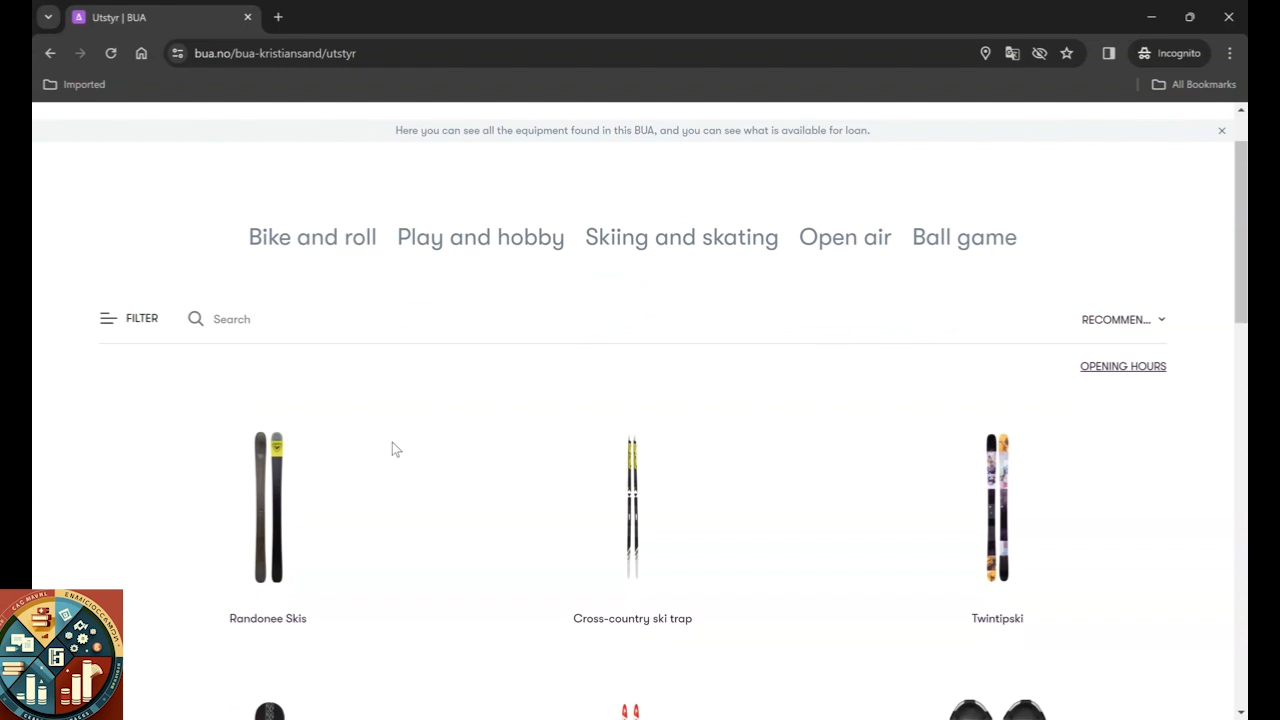 Utstyr | BUA
bua.no/bua-kristiansand/utstyr
Incognito
Imported
All Bookmarks
Here you can see all the equipment found in this BUA, and you can see what is available for loan.
Bike and roll Play and hobby Skiing and skating Open air Ball game
FILTER Search RECOMMEN...
OPENING HOURS
Randonee Skis Cross-country ski trap Twintipski